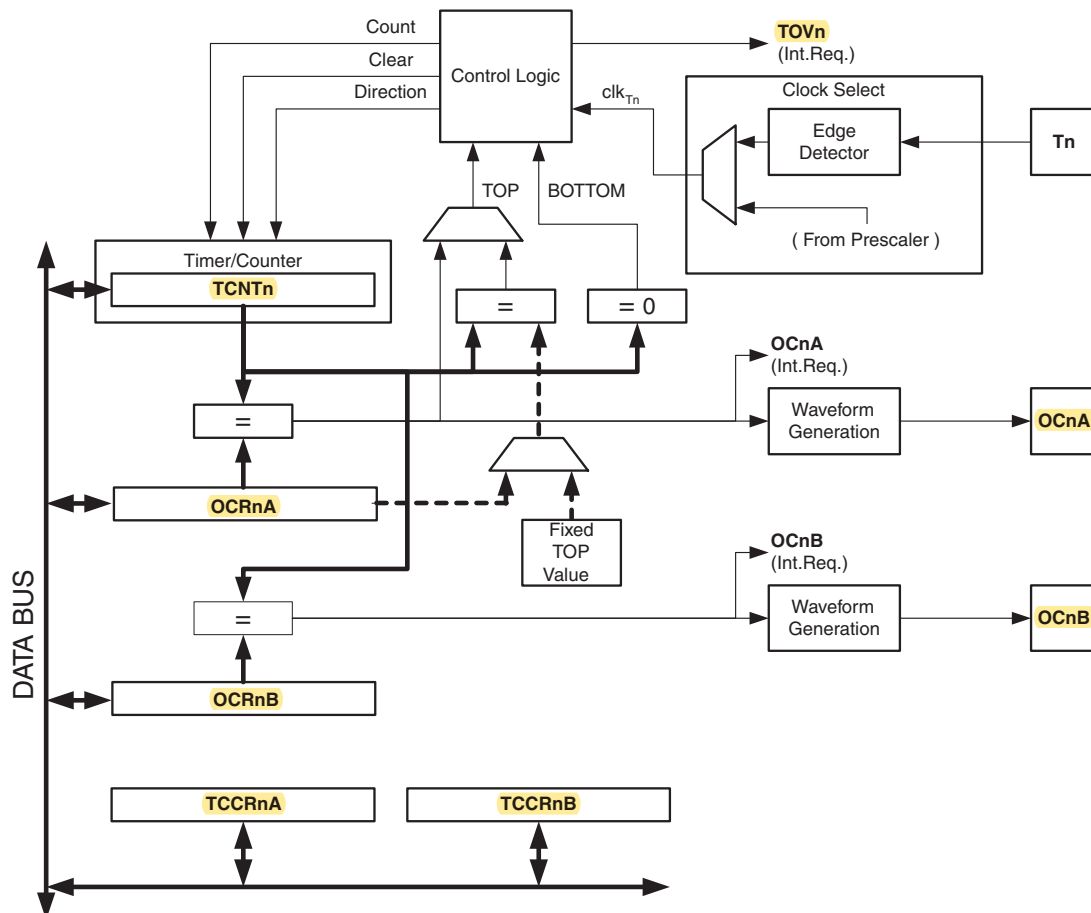 Count
Clear
Direction
Control Logic
TOVn
(Int.Req.)
clkTn
Clock Select
Edge
Detector
Tn
( From Prescaler )
TOP
BOTTOM
Timer/Counter
TCNTn
=
= 0
OCnA
(Int.Req.)
=
Waveform
Generation
OCnA
OCRnA
Fixed
TOP
Value
OCnB
(Int.Req.)
=
Waveform
Generation
OCnB
OCRnB
DATA BUS
TCCRnA
TCCRnB